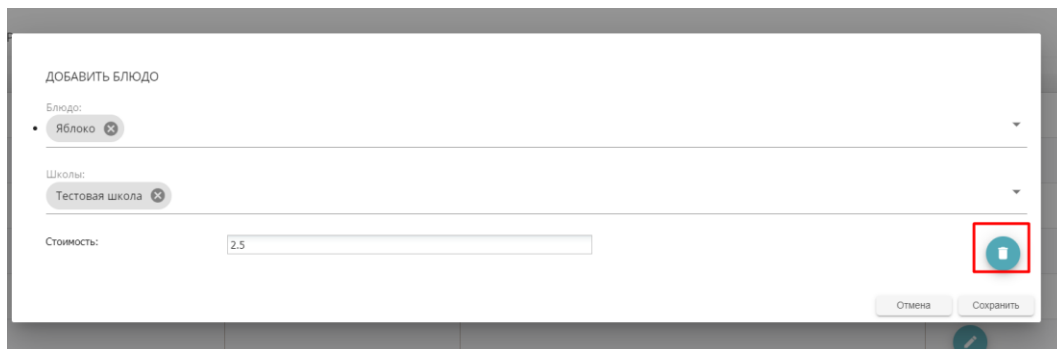 ДОБАВИТЬ БЛЮДО
Блюдо:
Яблоко
Школы:
Тестовая школа
Стоимость:
2.5
Отмена
Сохранить